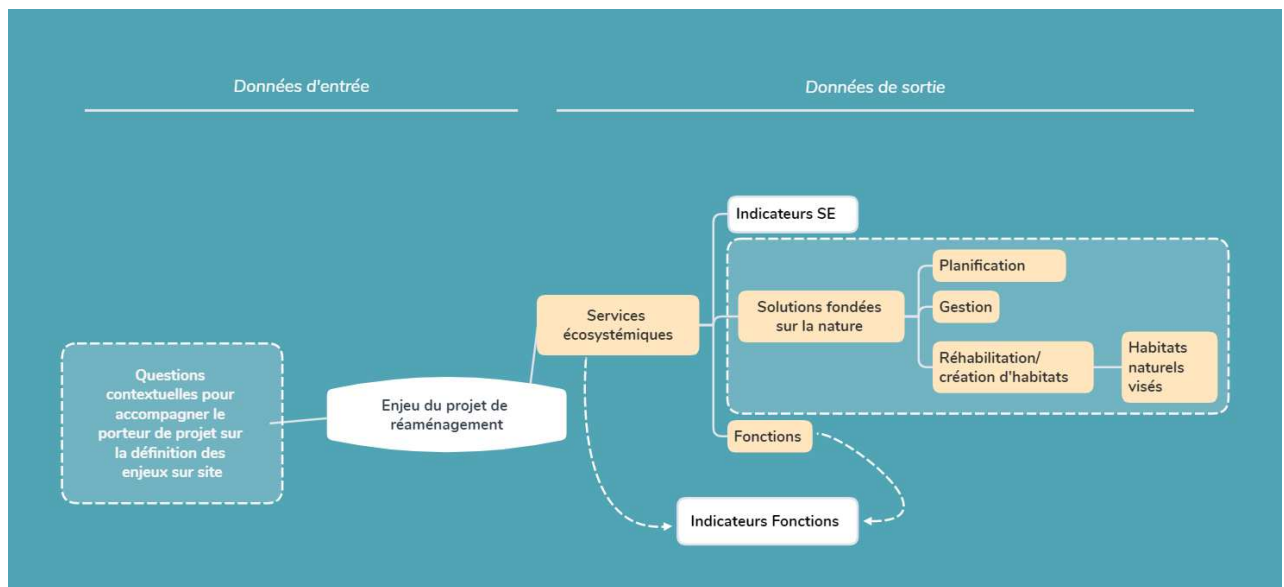 Données d'entrée
Données de sortie
Indicateurs SE
Planification
Services
écosystémiques
Solutions fondées
sur la nature
Gestion
Questions
contextuelles pour
accompagner le
porteur de projet sur
la définition des
enjeux sur site
Enjeu du projet de
réaménagement
Réhabilitation/
création d'habitats
Habitats
naturels
visés
Fonctions
Indicateurs Fonctions